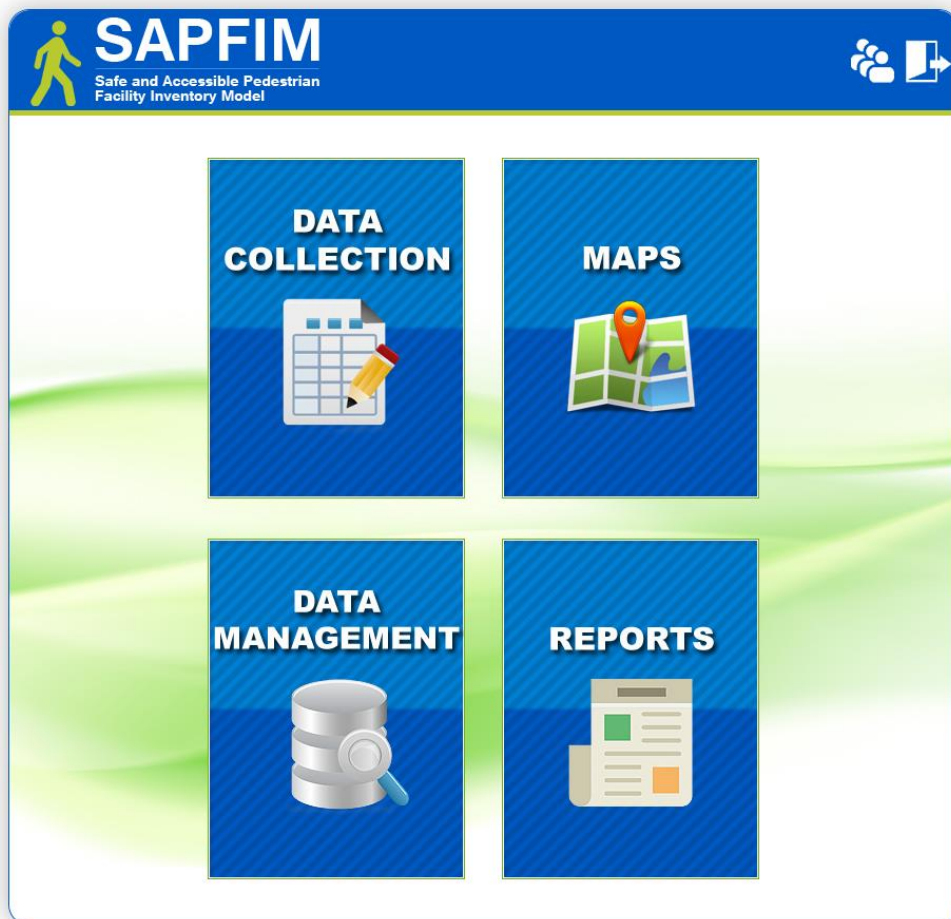 SAPFIM
Safe and Accessible Pedestrian
Facility Inventory Model
DATA
COLLECTION
MAPS
DATA
MANAGEMENT
REPORTS